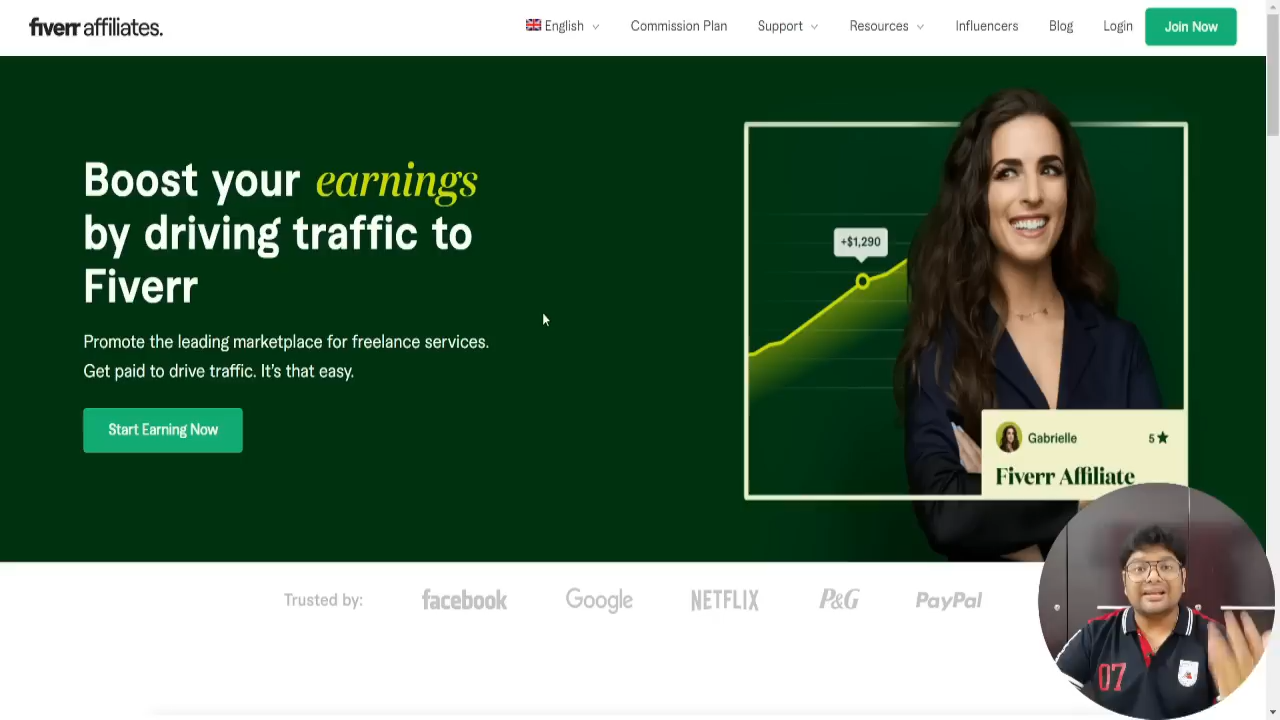 fiverr affiliates.
English
Commission Plan
Support
Resources
Influencers
Blog
Login
Join Now
Boost your earnings
by driving traffic to
Fiverr
Promote the leading marketplace for freelance services.
Get paid to drive traffic. It's that easy.
Start Earning Now
+$1,290
Gabrielle
5★
Fiverr Affiliate
Trusted by:
facebook
Google
NETFLIX
P&G
PayPal
07